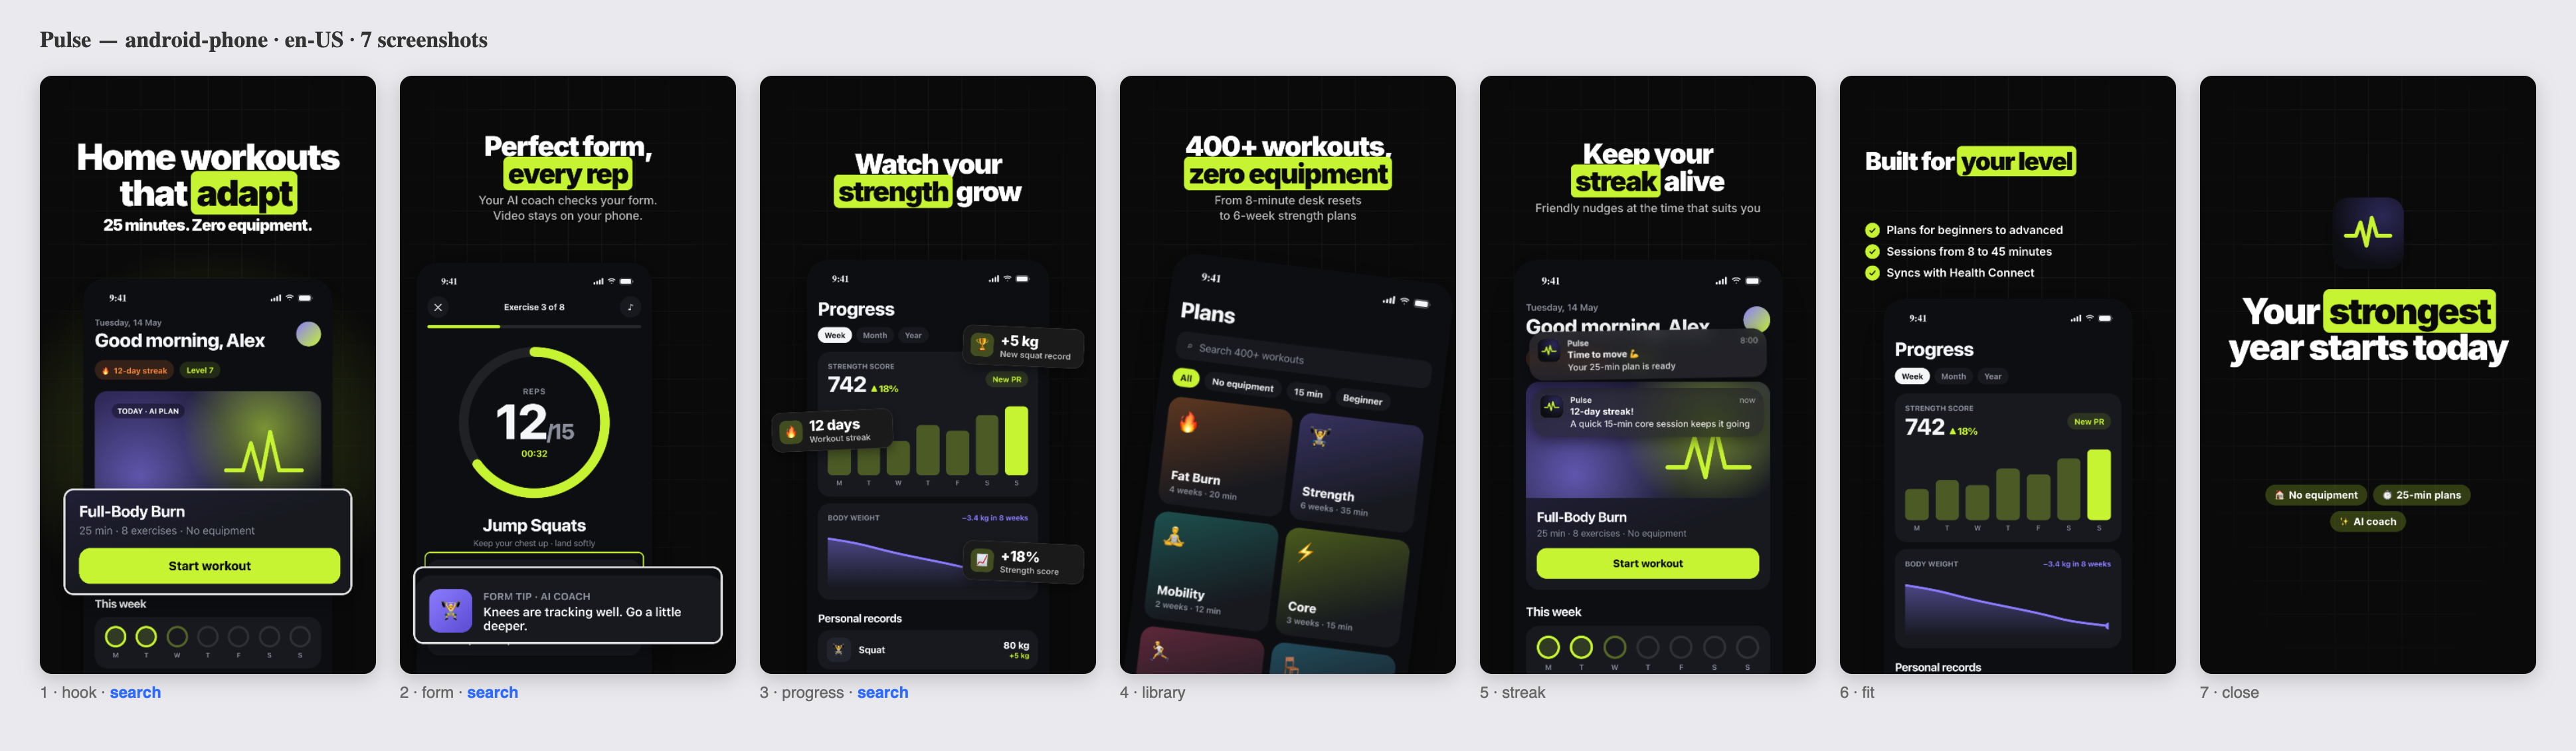 Pulse — android-phone · en-US · 7 screenshots
Home workouts
that adapt
25 minutes. Zero equipment.
9:41
Tuesday, 14 May
Good morning, Alex
🔥 12-day streak
Level 7
TODAY · AI PLAN
Full-Body Burn
25 min · 8 exercises · No equipment
Start workout
This week
M T W T F S S
1 · hook · search
Perfect form,
every rep
Your AI coach checks your form.
Video stays on your phone.
9:41
Exercise 3 of 8
REPS
12/15
00:32
Jump Squats
Keep your chest up · land softly
FORM TIP · AI COACH
Knees are tracking well. Go a little
deeper.
2 · form · search
Watch your
strength grow
9:41
Progress
Week Month Year
+5 kg
New squat record
STRENGTH SCORE
742 ▲18%
New PR
12 days
Workout streak
M T W T F S S
BODY WEIGHT
−3.4 kg in 8 weeks
+18%
Strength score
Personal records
Squat
80 kg
+5 kg
3 · progress · search
400+ workouts,
zero equipment
From 8-minute desk resets
to 6-week strength plans
9:41
Plans
Search 400+ workouts
All No equipment 15 min Beginner
Fat Burn
4 weeks · 20 min
Strength
6 weeks · 35 min
Mobility
2 weeks · 12 min
Core
3 weeks · 15 min
4 · library
Keep your
streak alive
Friendly nudges at the time that suits you
9:41
Tuesday, 14 May
Good morning, Alex
Pulse
8:00
Time to move 💪
Your 25-min plan is ready
Pulse
now
12-day streak!
A quick 15-min core session keeps it going
Full-Body Burn
25 min · 8 exercises · No equipment
Start workout
This week
M T W T F S S
5 · streak
Built for your level
Plans for beginners to advanced
Sessions from 8 to 45 minutes
Syncs with Health Connect
9:41
Progress
Week Month Year
STRENGTH SCORE
742 ▲18%
New PR
M T W T F S S
BODY WEIGHT
−3.4 kg in 8 weeks
Personal records
6 · fit
Your strongest
year starts today
No equipment
25-min plans
AI coach
7 · close